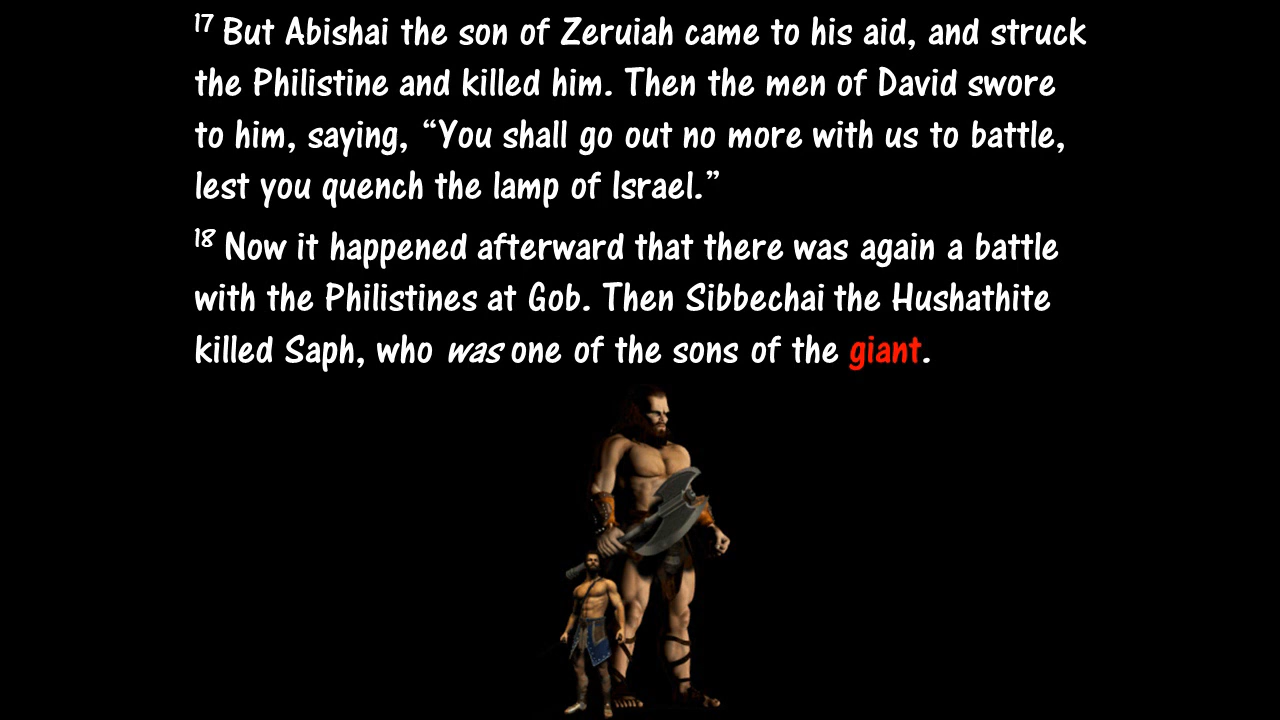 17 But Abishai the son of Zeruiah came to his aid, and struck
the Philistine and killed him. Then the men of David swore
to him, saying, “You shall go out no more with us to battle,
lest you quench the lamp of Israel.”
18 Now it happened afterward that there was again a battle
with the Philistines at Gob. Then Sibbechai the Hushathite
killed Saph, who was one of the sons of the giant.